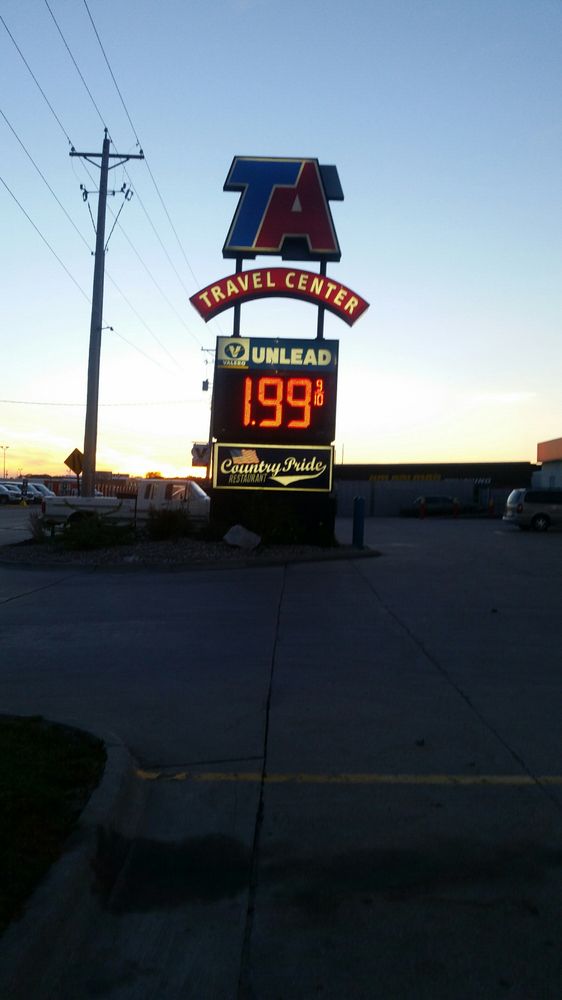 TA
TRAVEL CENTER
VALERO
UNLEAD
1.99 9/10
Country Pride
RESTAURANT